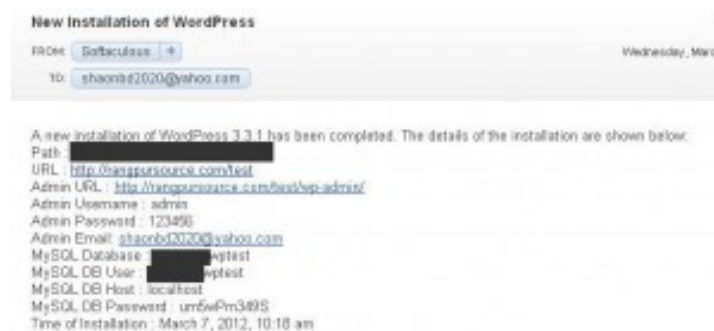 New Installation of WordPress
FROM: Softaculous +
Wednesday, Marc
TO: shaonbd2020@yahoo.com
A new installation of WordPress 3.3.1 has been completed. The details of the installation are shown below:
Path :
URL : http://rangpursource.com/test
Admin URL : http://rangpursource.com/test/wp-admin/
Admin Username : admin
Admin Password : 123456
Admin Email: shaonbd2020@yahoo.com
MySQL Database : wptest
MySQL DB User : wptest
MySQL DB Host : localhost
MySQL DB Password : um5wPm349S
Time of Installation : March 7, 2012, 10:18 am